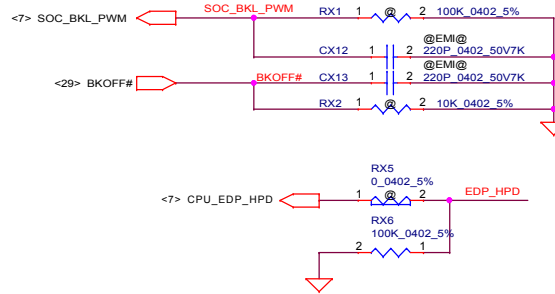 SOC_BKL_PWM RX1 1 @ 2 100K_0402_5%
<7> SOC_BKL_PWM
@EMI@
CX12 1 2 220P_0402_50V7K
@EMI@
<29> BKOFF# BKOFF# CX13 1 2 220P_0402_50V7K
RX2 1 @ 2 10K_0402_5%
RX5
0_0402_5%
<7> CPU_EDP_HPD 1 @ 2 EDP_HPD
RX6
100K_0402_5%
2 1